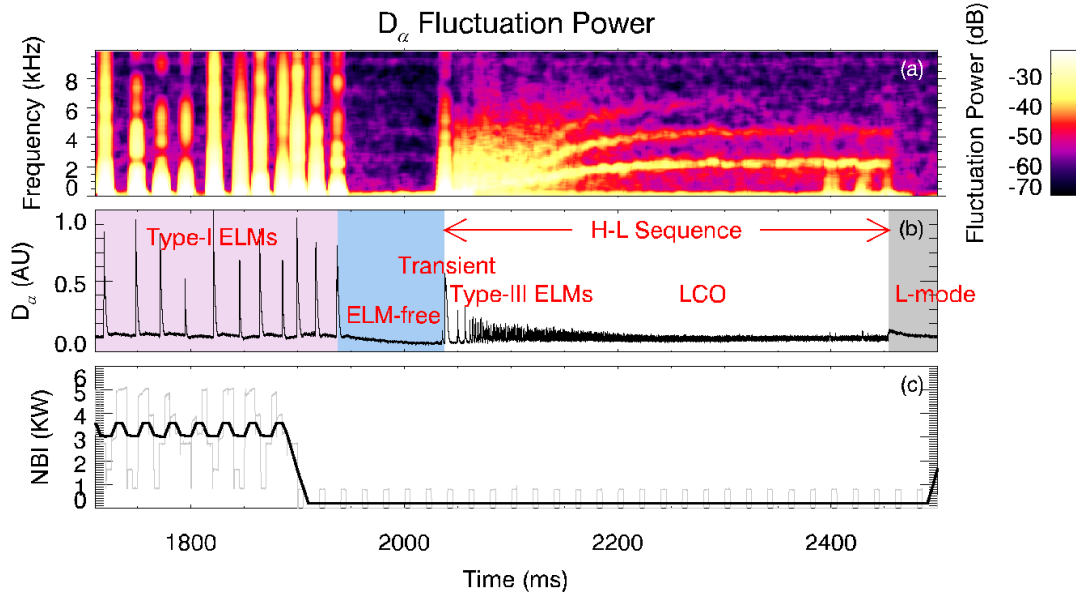 Dα Fluctuation Power
Frequency (kHz)
8
6
4
2
0
(a)
Fluctuation Power (dB)
-30
-40
-50
-60
-70
Dα (AU)
1.0
0.5
0.0
Type-I ELMs
H-L Sequence
(b)
Transient
ELM-free
Type-III ELMs
LCO
L-mode
NBI (KW)
6
5
4
3
2
1
0
(c)
1800
2000
2200
2400
Time (ms)